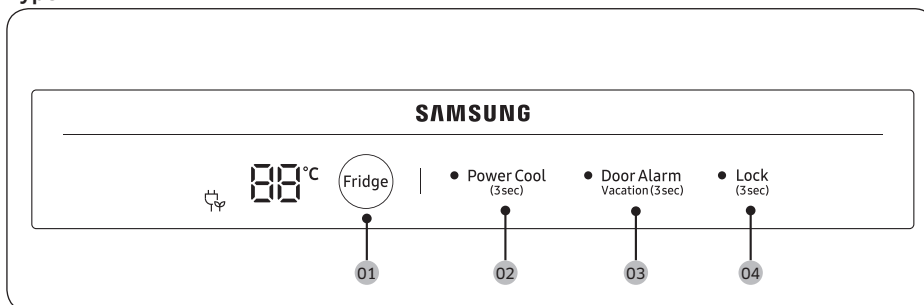 SAMSUNG
88°C Fridge Power Cool Door Alarm Lock
(3sec) Vacation(3sec) (3sec)
01 02 03 04